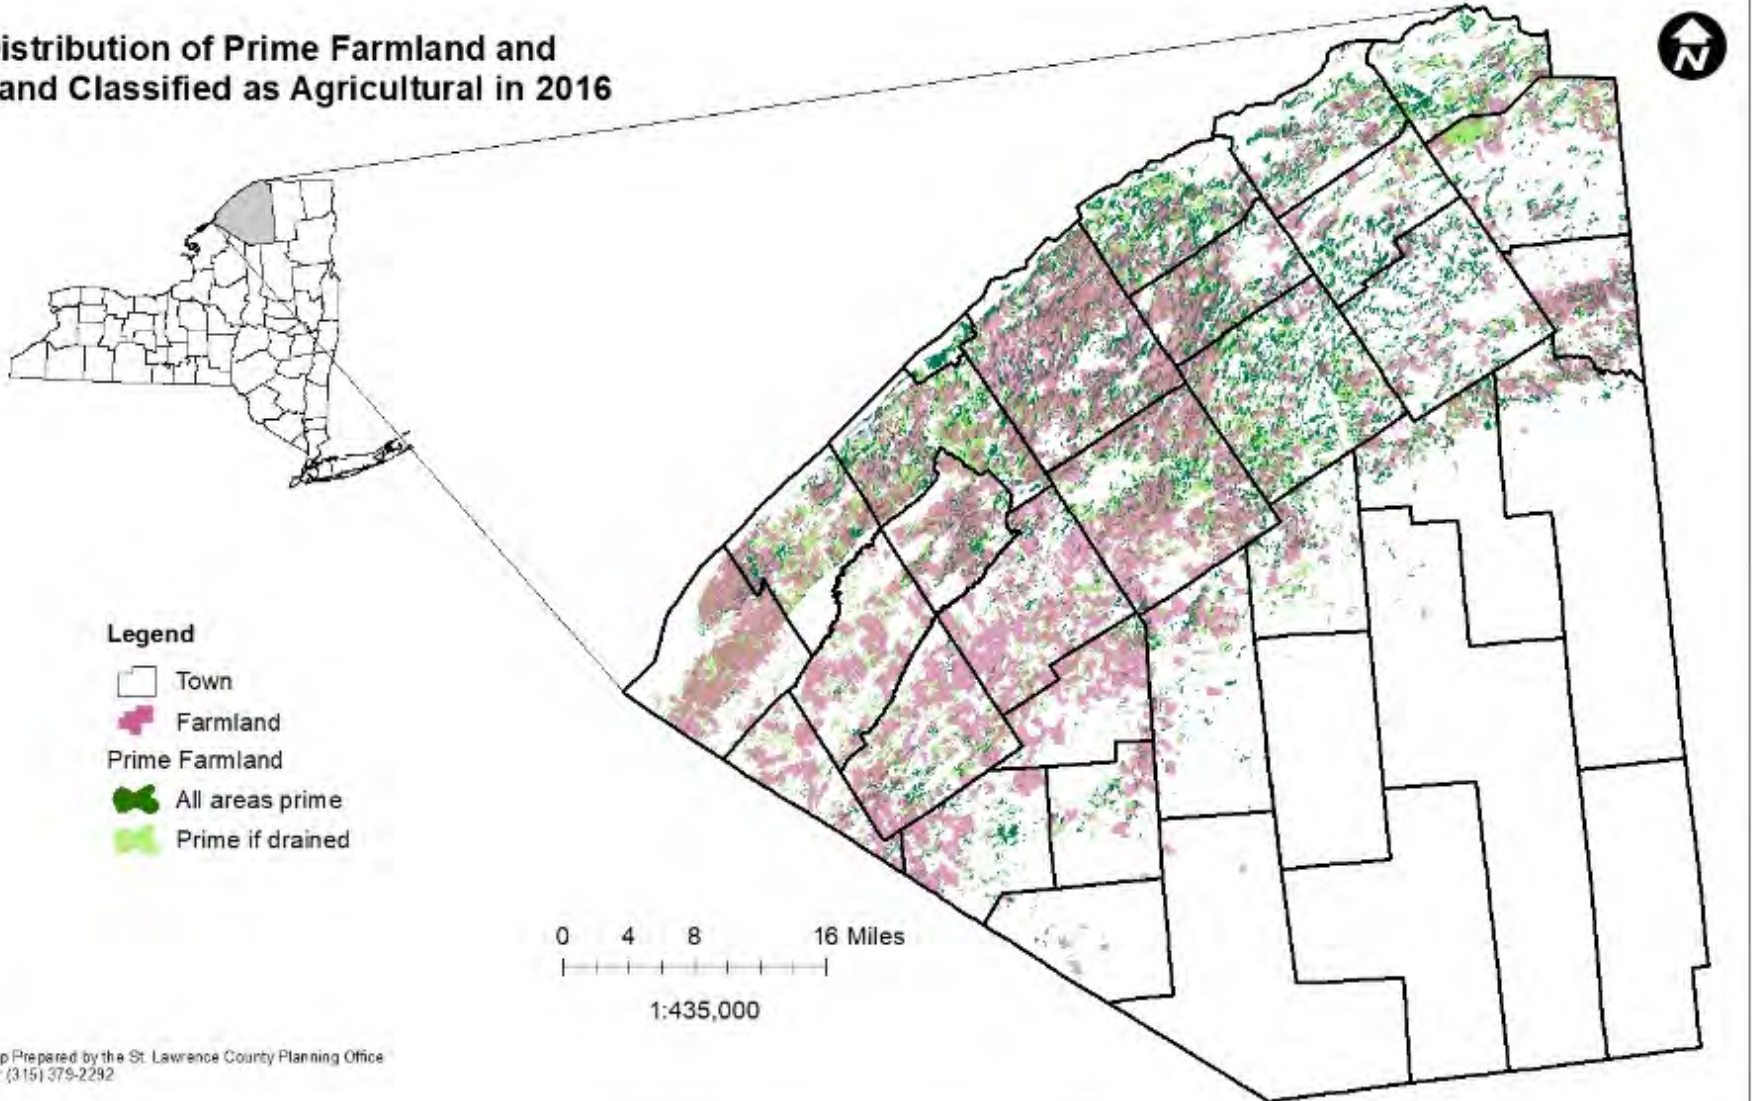 istribution of Prime Farmland and
and Classified as Agricultural in 2016
N
Legend
Town
Farmland
Prime Farmland
All areas prime
Prime if drained
0 4 8 16 Miles
1:435,000
p Prepared by the St. Lawrence County Planning Office
(315) 379-2292